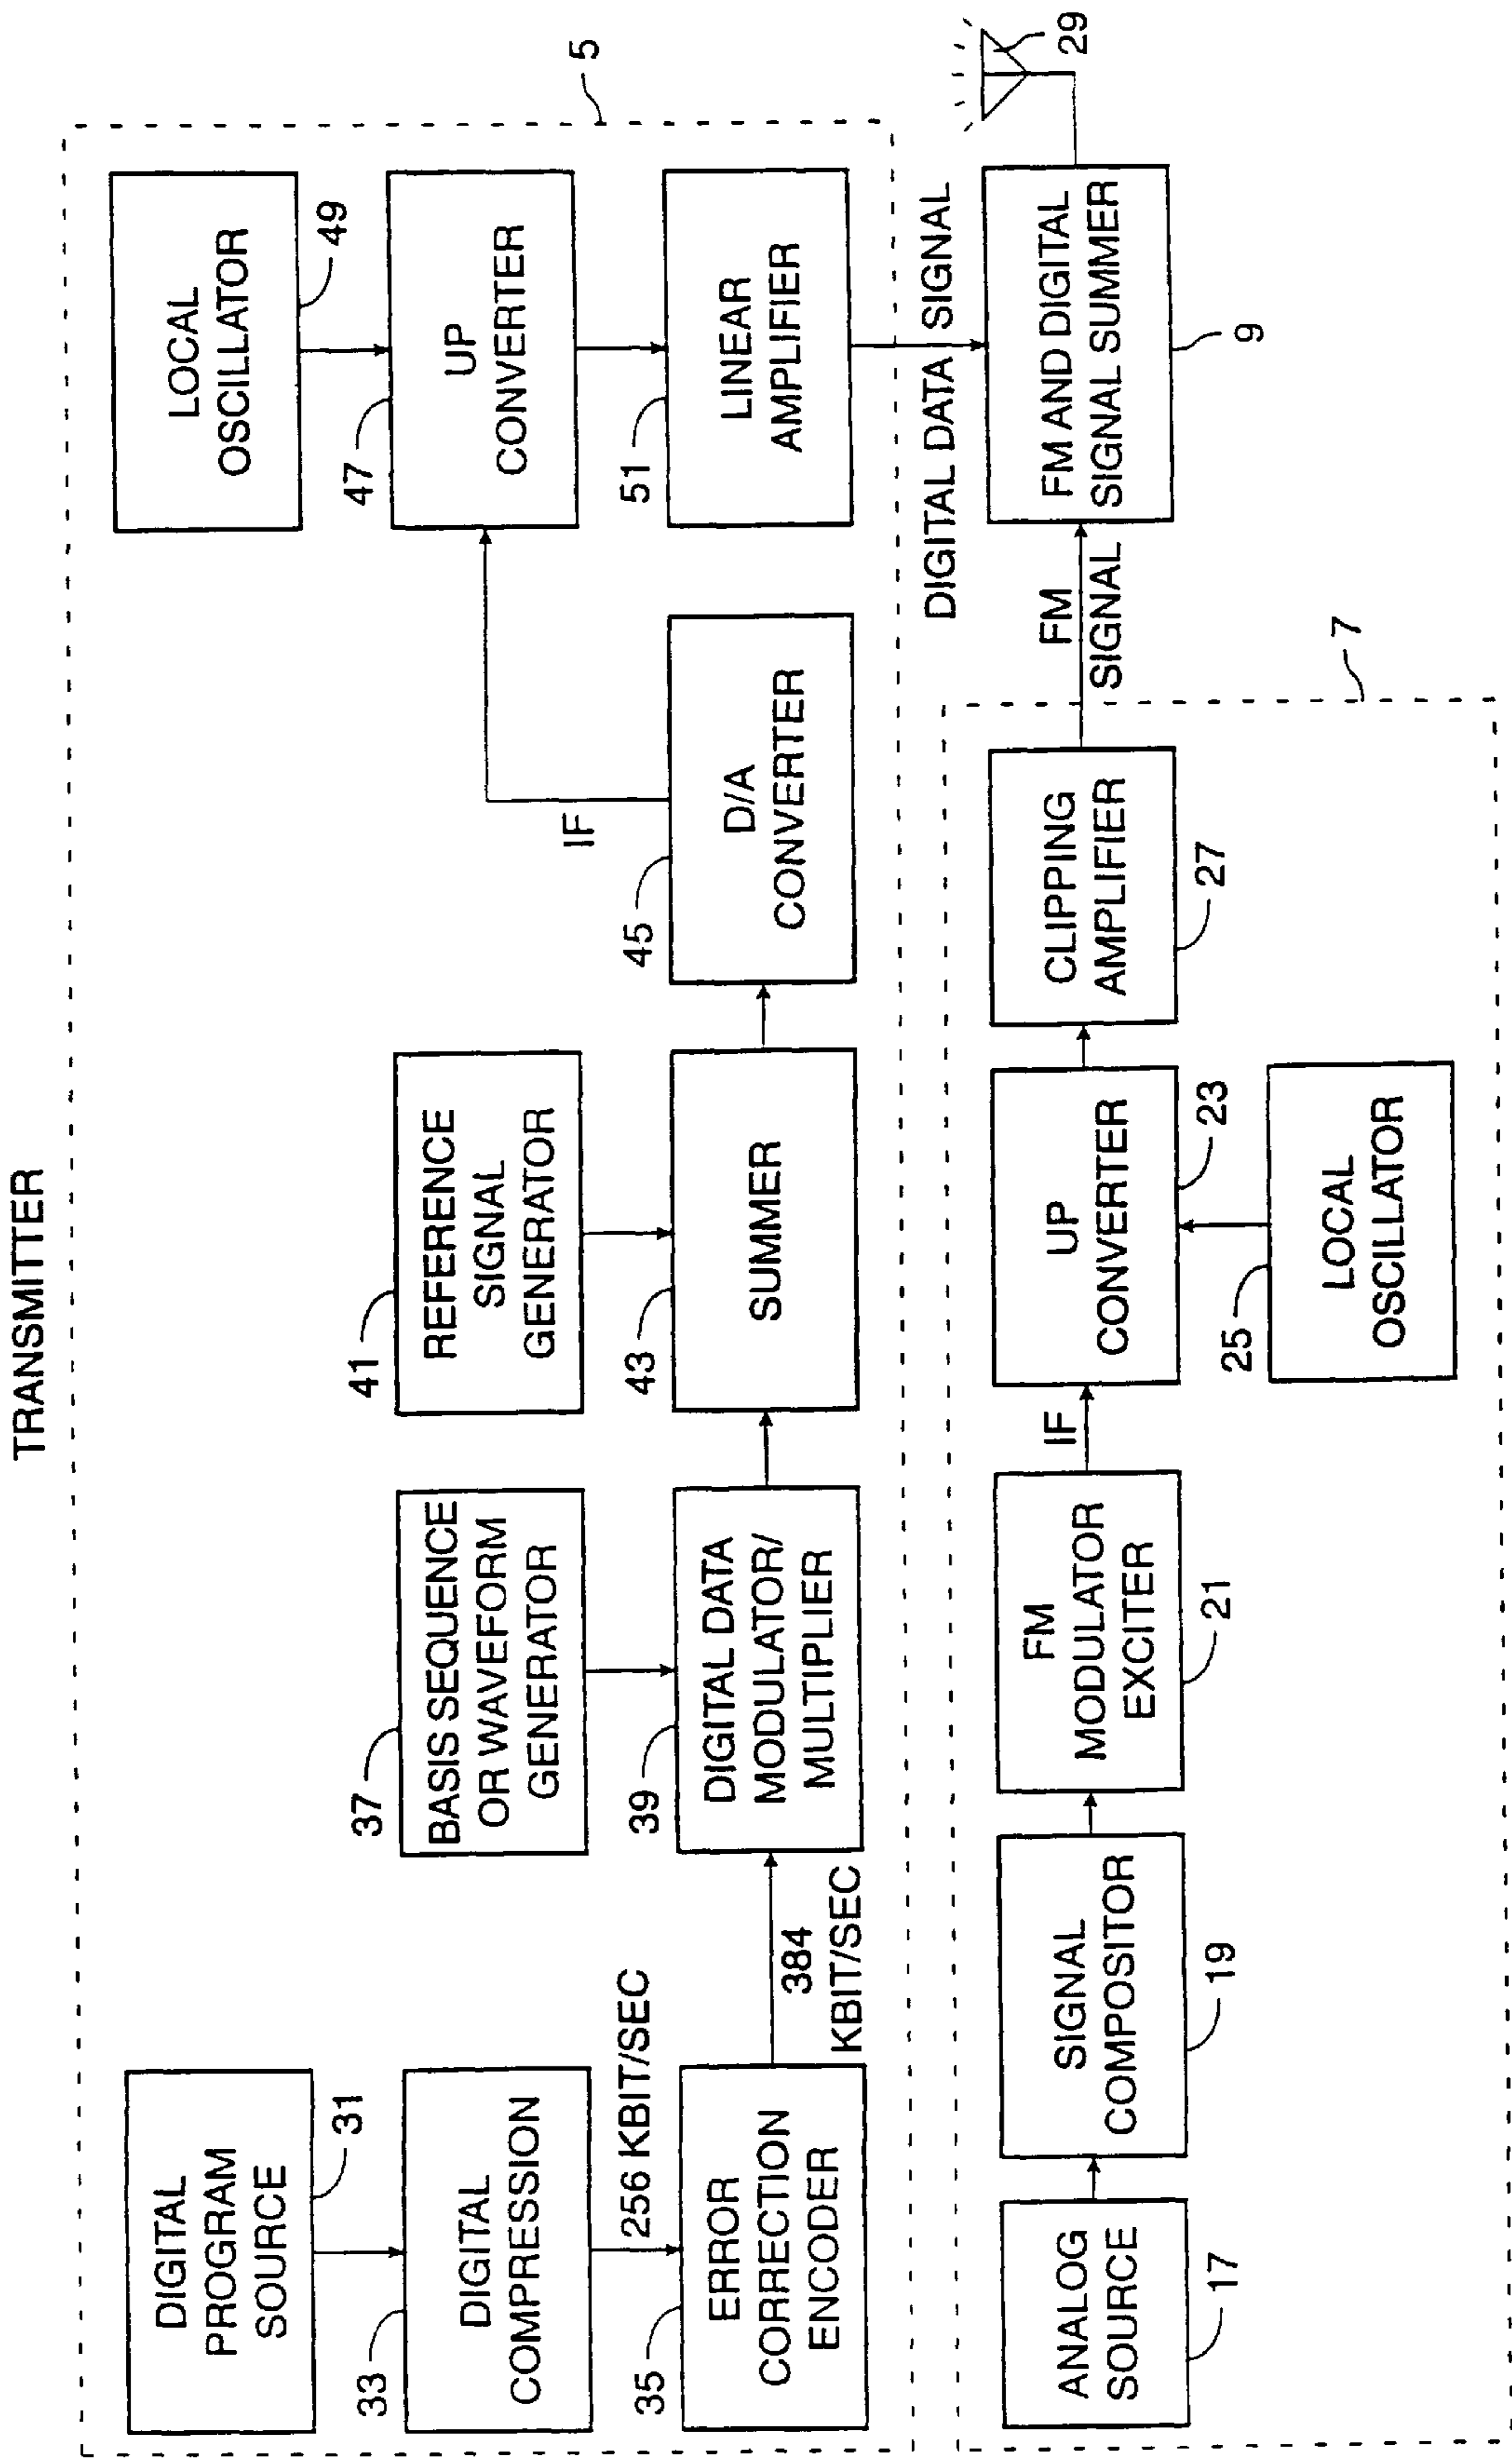 TRANSMITTER
5
DIGITAL
PROGRAM
SOURCE
31
33
DIGITAL
COMPRESSION
256 KBIT/SEC
35
ERROR
CORRECTION
ENCODER
384
KBIT/SEC
37
BASIS SEQUENCE
OR WAVEFORM
GENERATOR
39
DIGITAL DATA
MODULATOR/
MULTIPLIER
41
REFERENCE
SIGNAL
GENERATOR
43
SUMMER
45
D/A
CONVERTER
IF
LOCAL
OSCILLATOR
49
47
UP
CONVERTER
51
LINEAR
AMPLIFIER
DIGITAL DATA SIGNAL
29
FM AND DIGITAL
SIGNAL SUMMER
9
FM
SIGNAL
7
ANALOG
SOURCE
17
SIGNAL
COMPOSITOR
19
FM
MODULATOR
EXCITER
21
IF
UP
CONVERTER
23
25
LOCAL
OSCILLATOR
CLIPPING
AMPLIFIER
27